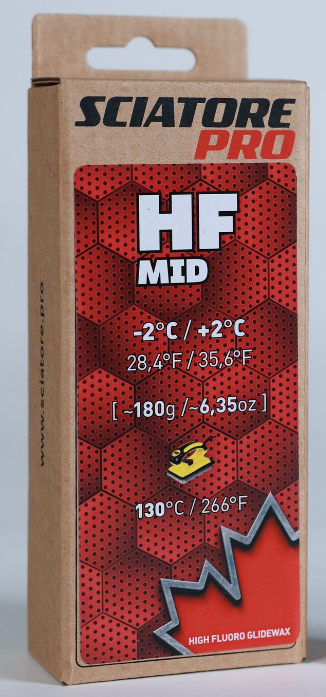 SCIATORE
PRO
HF
MID
-2°C / +2°C
28,4°F / 35,6°F
[ ~180g /~6,35oz ]
130°C / 266°F
HIGH FLUORO GLIDEWAX
www.sciatore.pro